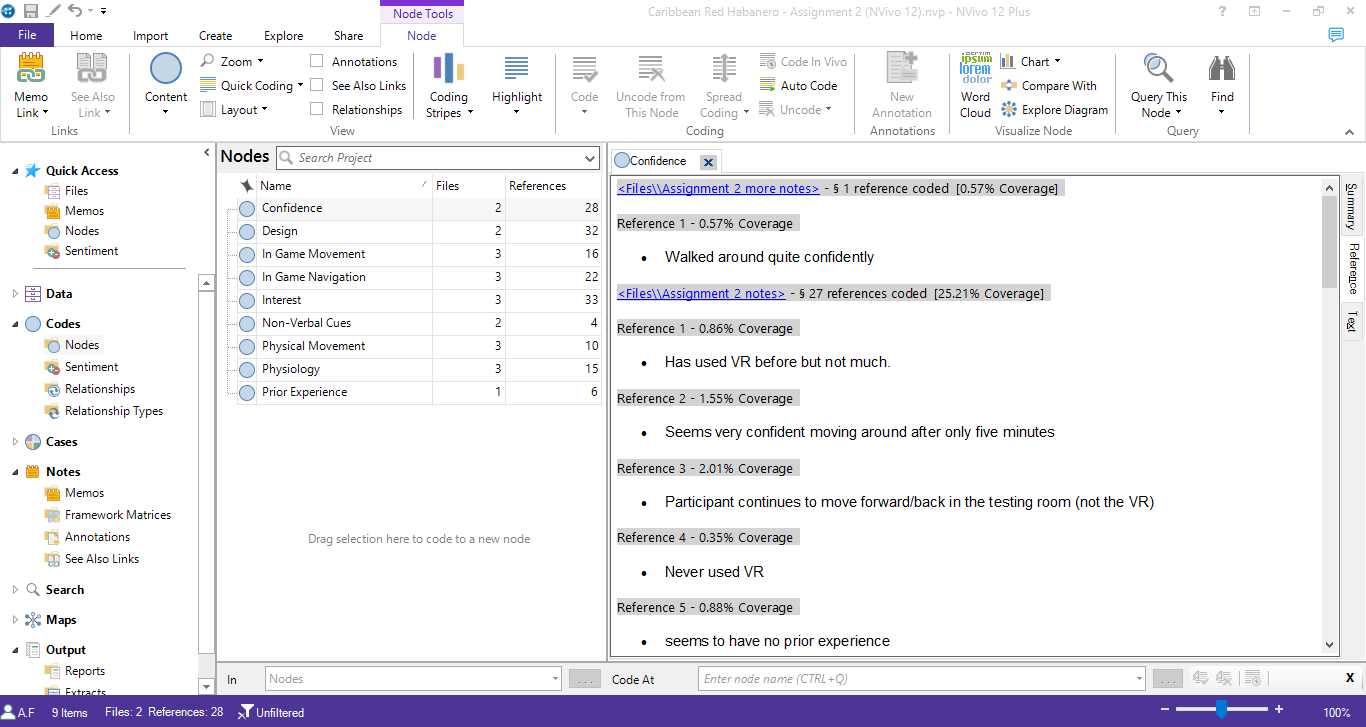 Node Tools
Caribbean Red Habanero - Assignment 2 (NVivo 12).nvp - NVivo 12 Plus
File
Home
Import
Create
Explore
Share
Node
Memo Link
See Also Link
Links
Content
Zoom
Quick Coding
Layout
Annotations
See Also Links
Relationships
View
Coding Stripes
Highlight
Code
Uncode from This Node
Spread Coding
Code In Vivo
Auto Code
Uncode
Coding
New Annotation
Annotations
Word Cloud
Chart
Compare With
Explore Diagram
Visualize Node
Query This Node
Find
Query
Quick Access
Files
Memos
Nodes
Sentiment
Data
Codes
Nodes
Sentiment
Relationships
Relationship Types
Cases
Notes
Memos
Framework Matrices
Annotations
See Also Links
Search
Maps
Output
Reports
Extracts
Nodes
Search Project
Name Files References
Confidence 2 28
Design 2 32
In Game Movement 3 16
In Game Navigation 3 22
Interest 3 33
Non-Verbal Cues 2 4
Physical Movement 3 10
Physiology 3 15
Prior Experience 1 6
Drag selection here to code to a new node
Confidence
<Files\\Assignment 2 more notes> - § 1 reference coded [0.57% Coverage]
Reference 1 - 0.57% Coverage
• Walked around quite confidently
<Files\\Assignment 2 notes> - § 27 references coded [25.21% Coverage]
Reference 1 - 0.86% Coverage
• Has used VR before but not much.
Reference 2 - 1.55% Coverage
• Seems very confident moving around after only five minutes
Reference 3 - 2.01% Coverage
• Participant continues to move forward/back in the testing room (not the VR)
Reference 4 - 0.35% Coverage
• Never used VR
Reference 5 - 0.88% Coverage
• seems to have no prior experience
Summary
Reference
Text
In Nodes ... Code At Enter node name (CTRL+Q) ... X
A.F 9 Items Files: 2 References: 28 Unfiltered 100%